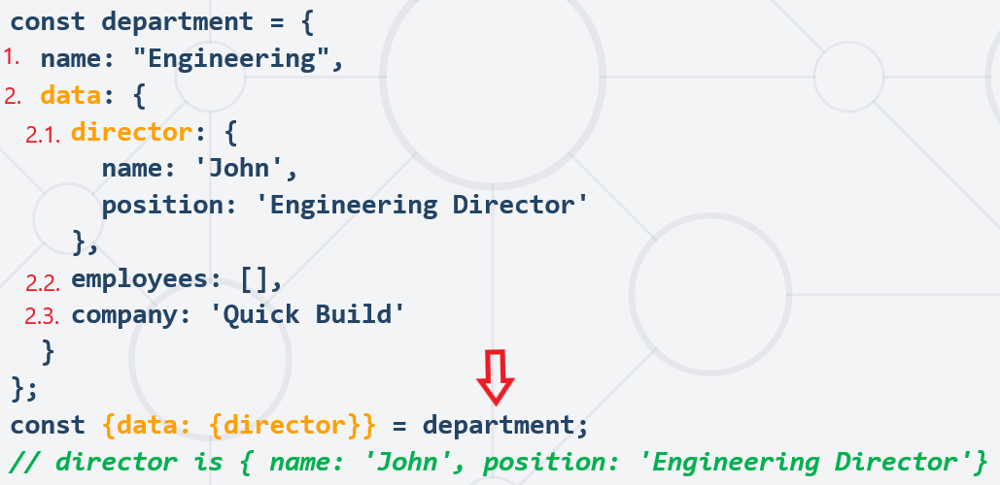 const department = {
1. name: "Engineering",
2. data: {
2.1. director: {
name: 'John',
position: 'Engineering Director'
},
2.2. employees: [],
2.3. company: 'Quick Build'
}
};
const {data: {director}} = department;
// director is { name: 'John', position: 'Engineering Director'}